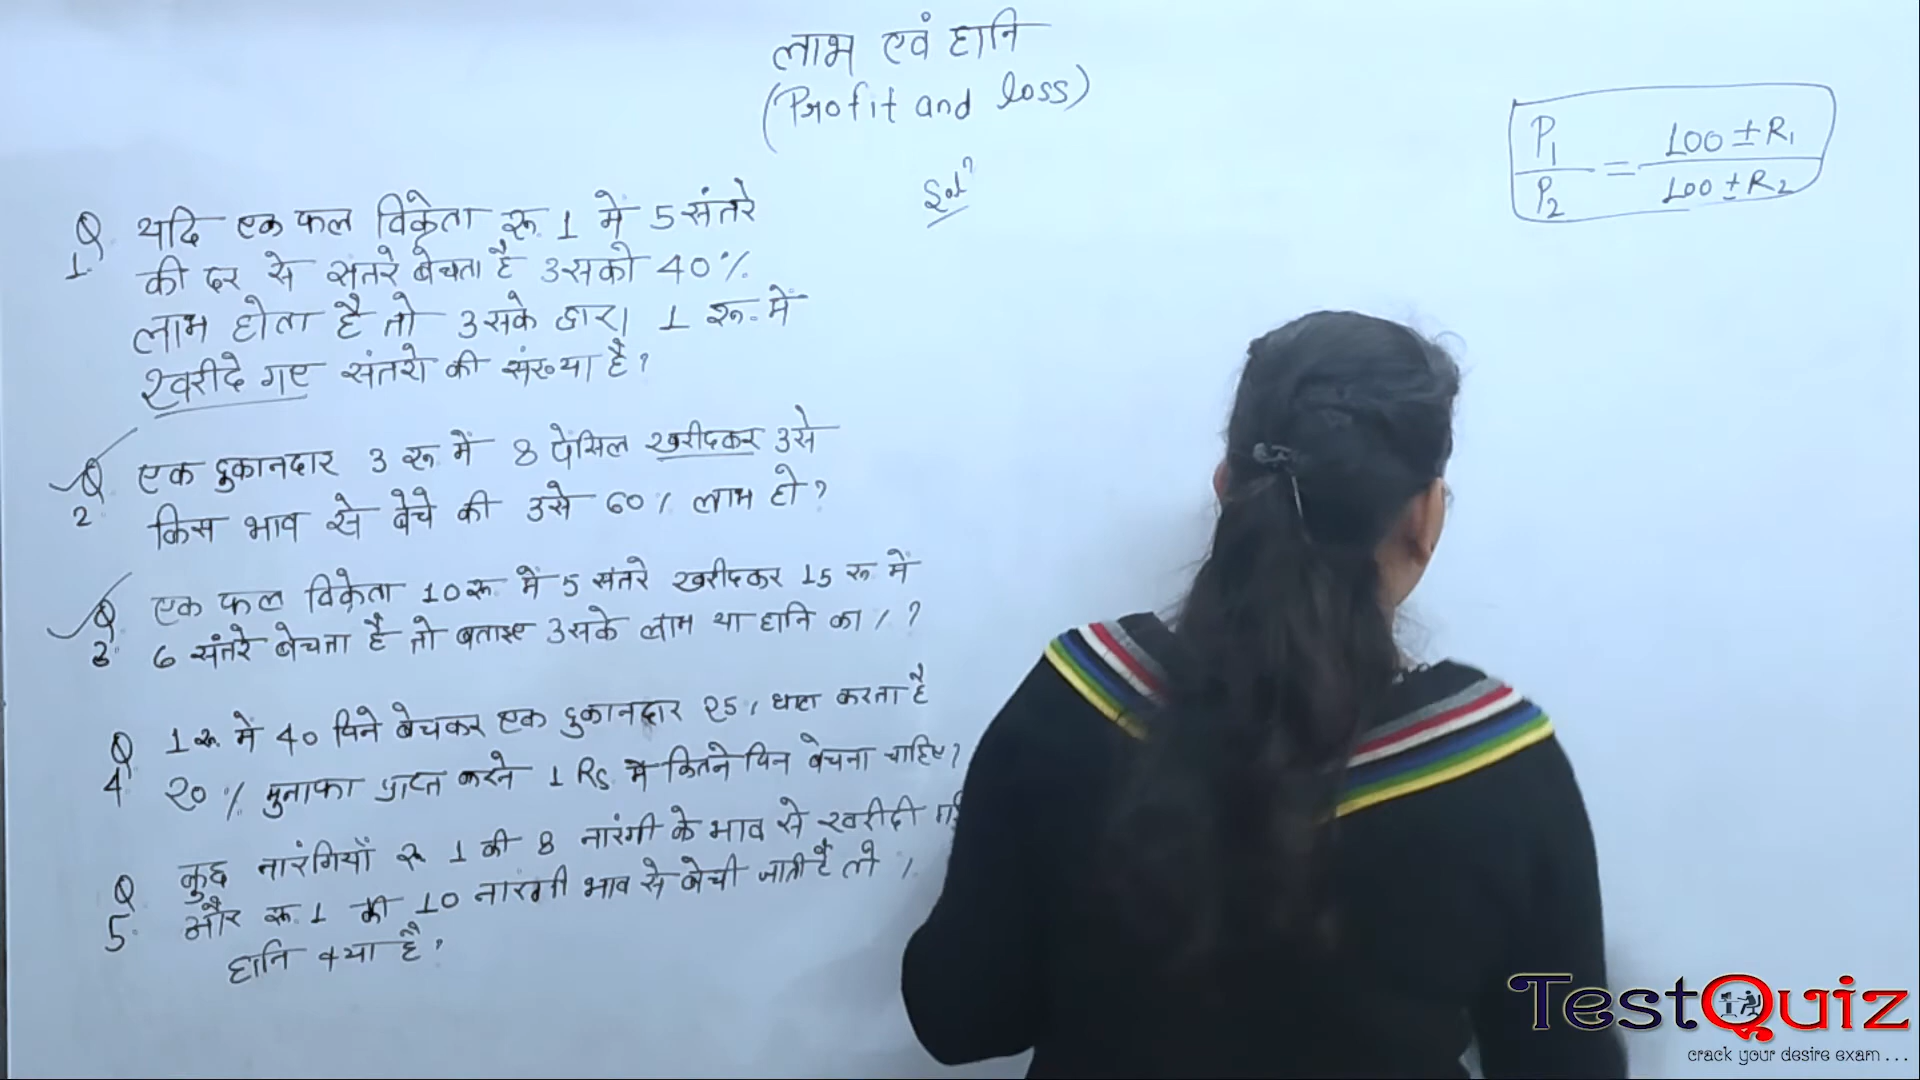 लाभ एवं हानि
(Profit and loss)
P1/P2 = 100 ± R1/100 ± R2
Sol?
Q 1. यदि एक फल विक्रेता रू. 1 में 5 संतरे
की दर से संतरे बेचता है उसको 40%
लाभ होता है तो उसके द्वारा 1 रू. में
खरीदे गए संतरो की संख्या है?
Q 2 एक दुकानदार 3 रू में 8 पेंसिल खरीदकर उसे
किस भाव से बेचे की उसे 60% लाभ हो?
Q 3 एक फल विक्रेता 10 रू में 5 संतरे खरीदकर 15 रू में
6 संतरे बेचता है तो बताइए उसके लाभ या हानि का % ?
Q 4 1 रू में 40 पिने बेचकर एक दुकानदार 25% घाटा करता है
20% मुनाफा प्राप्त करने 1 Rs में कितने पिन बेचना चाहिए?
Q 5. कुछ नारंगियाँ रू 1 की 8 नारंगी के भाव से खरीदी
और रू. 1 की 10 नारंगी भाव से बेची जाती है तो %
हानि क्या है?
TestQuiz
crack your desire exam . . .